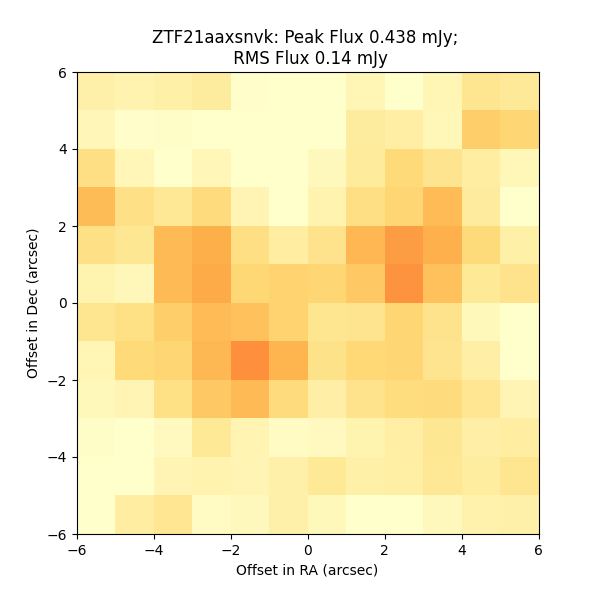 ZTF21aaxsnvk: Peak Flux 0.438 mJy;
RMS Flux 0.14 mJy
6
4
2
0
−2
−4
−6
Offset in Dec (arcsec)
−6 −4 −2 0 2 4 6
Offset in RA (arcsec)